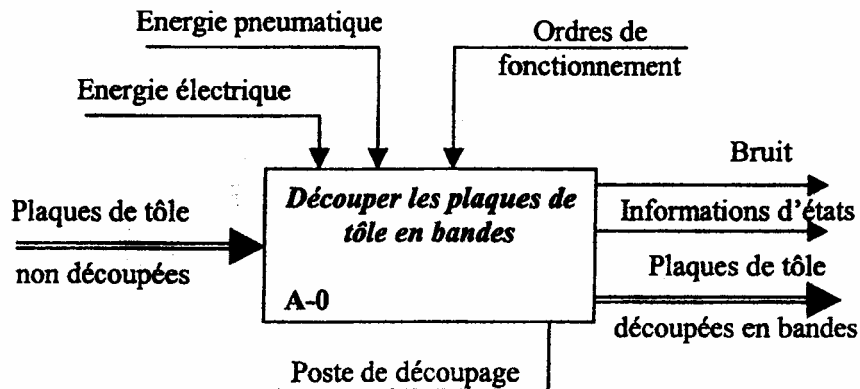 Energie pneumatique
Ordres de
fonctionnement
Energie électrique
Bruit
Découper les plaques de
tôle en bandes
Plaques de tôle
non découpées
Informations d'états
Plaques de tôle
découpées en bandes
A-0
Poste de découpage